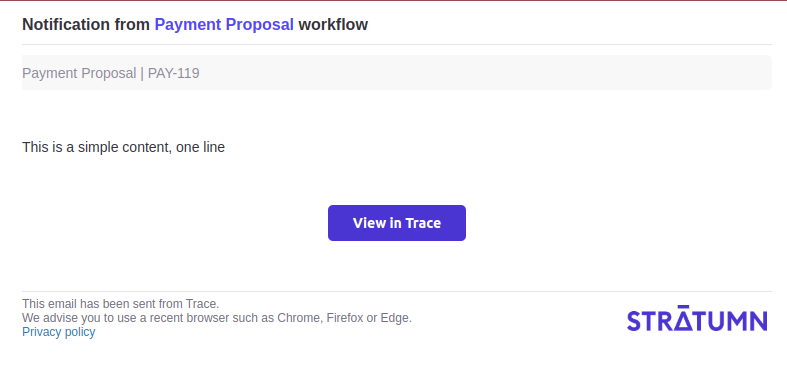 Notification from Payment Proposal workflow
Payment Proposal | PAY-119
This is a simple content, one line
View in Trace
This email has been sent from Trace.
We advise you to use a recent browser such as Chrome, Firefox or Edge.
Privacy policy
STRĀTUMN